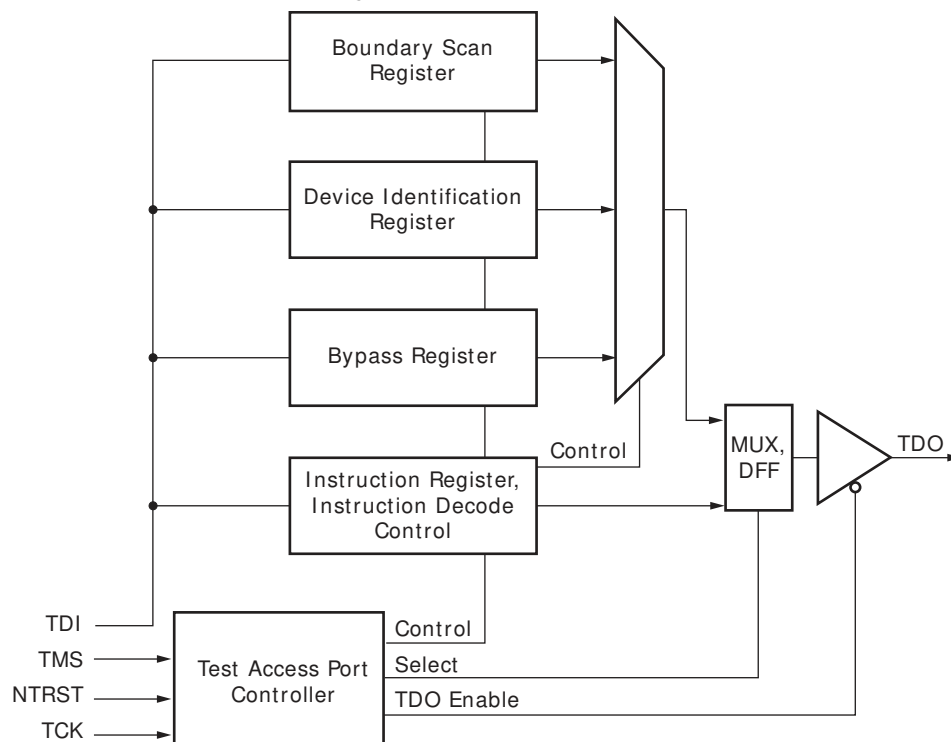 Boundary Scan
Register
Device Identification
Register
Bypass Register
Control
Instruction Register,
Instruction Decode
Control
MUX,
DFF
TDO
TDI
TMS
NTRST
TCK
Test Access Port
Controller
Control
Select
TDO Enable